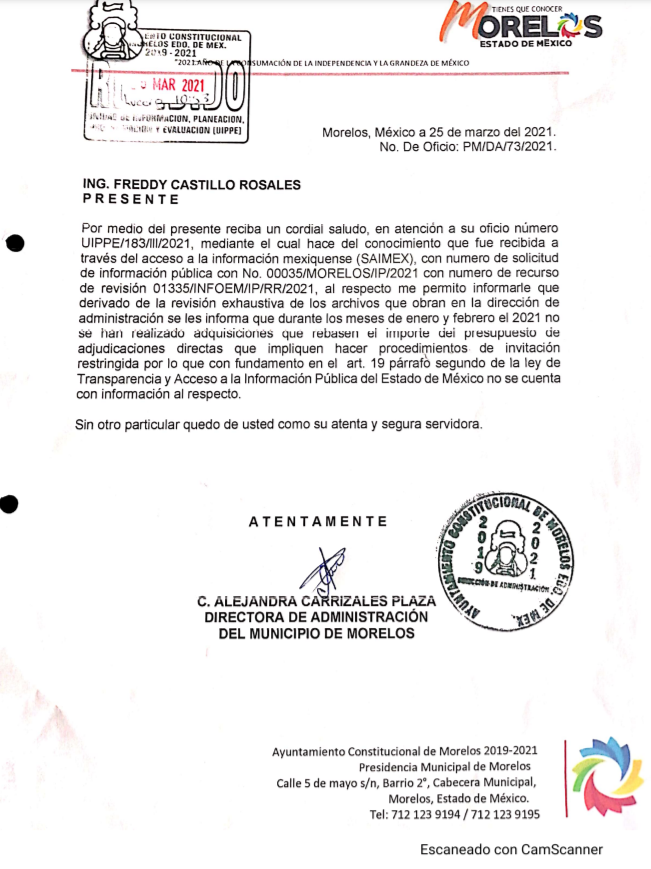 TIENES QUE CONOCER
MORELOS
ESTADO DE MÉXICO
CONSTITUCIONAL
MORELOS EDO. DE MEX.
2019 - 2021
"2021. AÑO DE LA CONSUMACIÓN DE LA INDEPENDENCIA Y LA GRANDEZA DE MÉXICO
MAR 2021
INFORMACION, PLANEACION,
Y EVALUACION (UIPPE)
Morelos, México a 25 de marzo del 2021.
No. De Oficio: PM/DA/73/2021.
ING. FREDDY CASTILLO ROSALES
P R E S E N T E
Por medio del presente reciba un cordial saludo, en atención a su oficio número
UIPPE/183/III/2021, mediante el cual hace del conocimiento que fue recibida a
través del acceso a la información mexiquense (SAIMEX), con numero de solicitud
de información pública con No. 00035/MORELOS/IP/2021 con numero de recurso
de revisión 01335/INFOEM/IP/RR/2021, al respecto me permito informarle que
derivado de la revisión exhaustiva de los archivos que obran en la dirección de
administración se les informa que durante los meses de enero y febrero el 2021 no
se han realizado adquisiciones que rebasen el importe del presupuesto de
adjudicaciones directas que impliquen hacer procedimientos de invitación
restringida por lo que con fundamento en el art. 19 párrafo segundo de la ley de
Transparencia y Acceso a la Información Pública del Estado de México no se cuenta
con información al respecto.
Sin otro particular quedo de usted como su atenta y segura servidora.
A T E N T A M E N T E
C. ALEJANDRA CARRIZALES PLAZA
DIRECTORA DE ADMINISTRACIÓN
DEL MUNICIPIO DE MORELOS
AYUNTAMIENTO CONSTITUCIONAL DE MORELOS EDO. DE MEX.
2019
2021
DIRECCIÓN DE ADMINISTRACIÓN
Ayuntamiento Constitucional de Morelos 2019-2021
Presidencia Municipal de Morelos
Calle 5 de mayo s/n, Barrio 2°, Cabecera Municipal,
Morelos, Estado de México.
Tel: 712 123 9194 / 712 123 9195
Escaneado con CamScanner